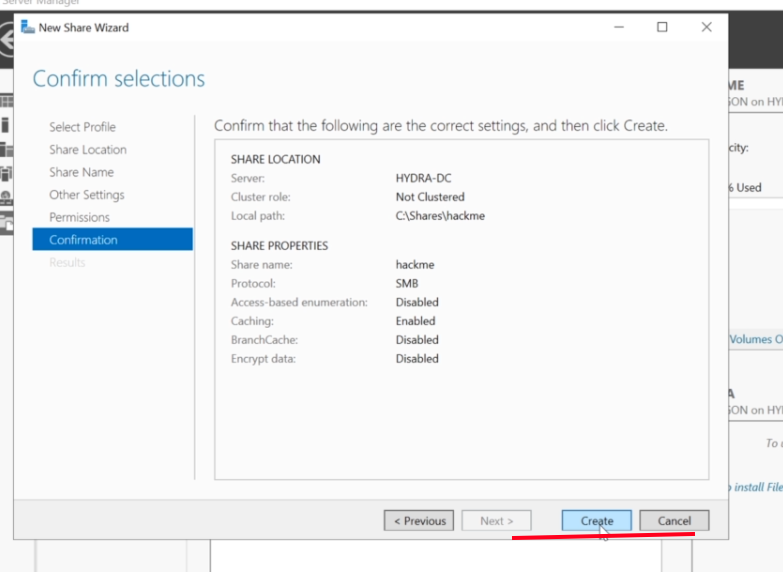 Server Manager
New Share Wizard
Confirm selections
Select Profile
Share Location
Share Name
Other Settings
Permissions
Confirmation
Results
Confirm that the following are the correct settings, and then click Create.
SHARE LOCATION
Server: HYDRA-DC
Cluster role: Not Clustered
Local path: C:\Shares\hackme
SHARE PROPERTIES
Share name: hackme
Protocol: SMB
Access-based enumeration: Disabled
Caching: Enabled
BranchCache: Disabled
Encrypt data: Disabled
< Previous
Next >
Create
Cancel
ME
on HY
city:
% Used
Volumes O
A
on HY
To
install File